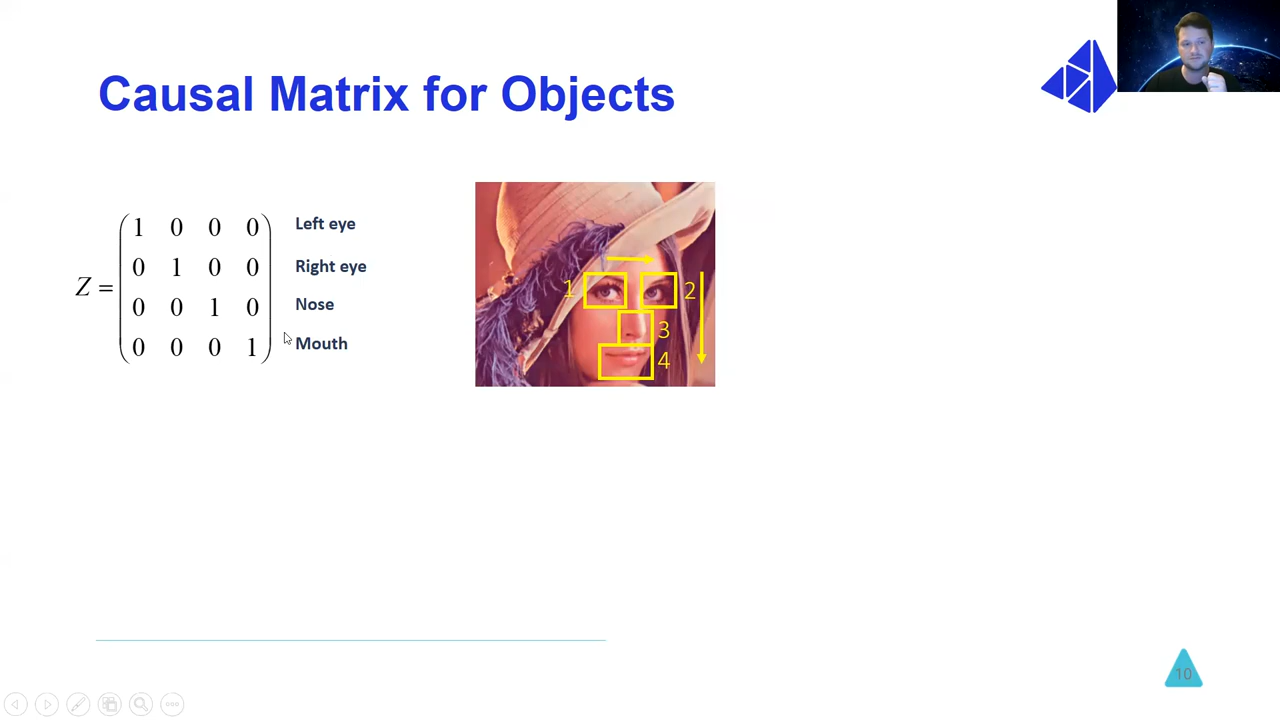 Causal Matrix for Objects
Z = ( 1 0 0 0 ) Left eye
( 0 1 0 0 ) Right eye
( 0 0 1 0 ) Nose
( 0 0 0 1 ) Mouth
1 2
3
4
10